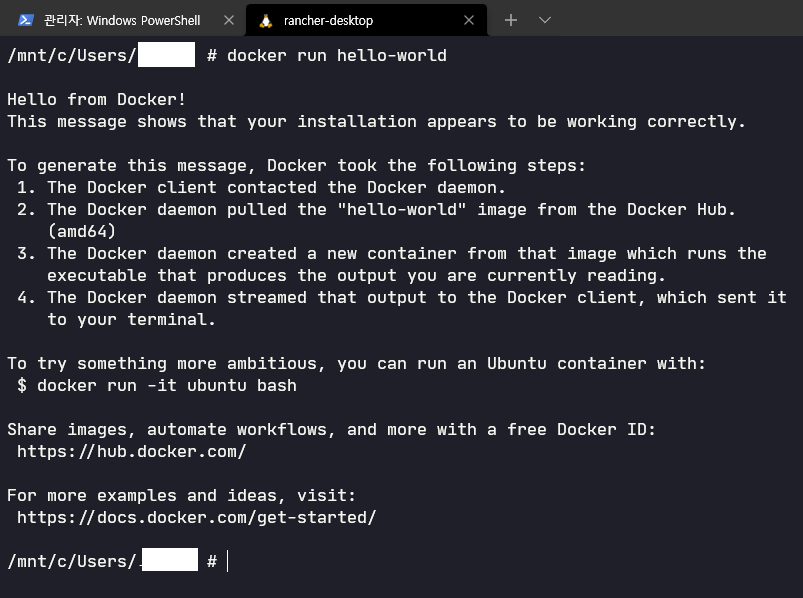 관리자: Windows PowerShell
rancher-desktop
/mnt/c/Users/ # docker run hello-world
Hello from Docker!
This message shows that your installation appears to be working correctly.
To generate this message, Docker took the following steps:
1. The Docker client contacted the Docker daemon.
2. The Docker daemon pulled the "hello-world" image from the Docker Hub.
(amd64)
3. The Docker daemon created a new container from that image which runs the
executable that produces the output you are currently reading.
4. The Docker daemon streamed that output to the Docker client, which sent it
to your terminal.
To try something more ambitious, you can run an Ubuntu container with:
$ docker run -it ubuntu bash
Share images, automate workflows, and more with a free Docker ID:
https://hub.docker.com/
For more examples and ideas, visit:
https://docs.docker.com/get-started/
/mnt/c/Users/ #